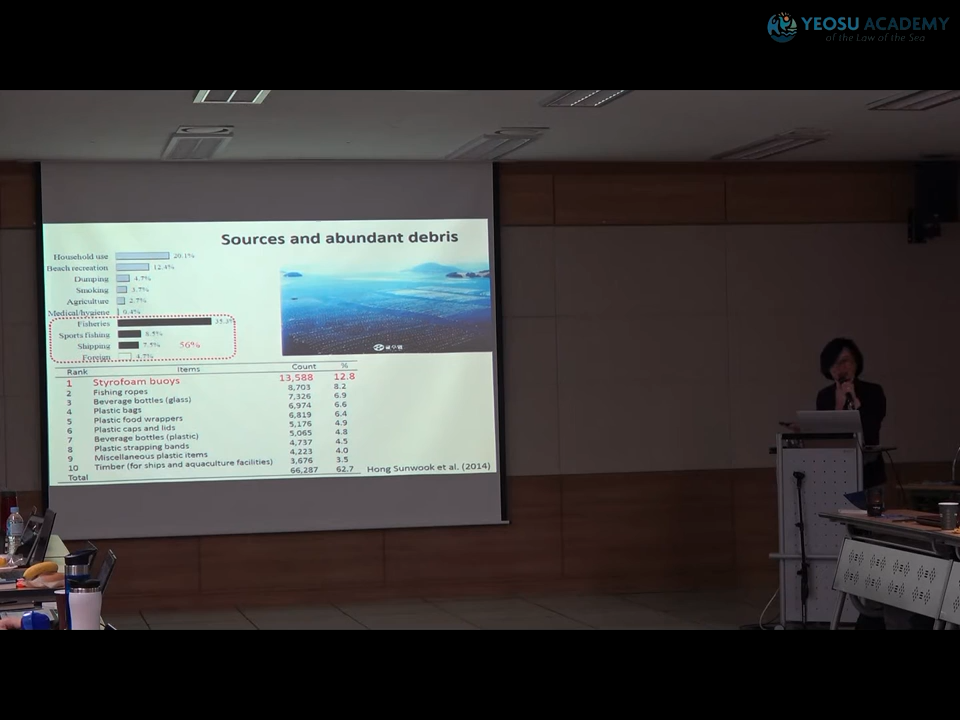 YEOSU ACADEMY
of the Law of the Sea
Sources and abundant debris
Household use 20.1%
Beach recreation 12.4%
Dumping 4.7%
Smoking 3.7%
Agriculture 2.7%
Medical/hygiene 0.4%
Fisheries
Sports fishing 8.5%
Shipping 7.5% 56%
Foreign 4.5%
Rank Items Count %
1 Styrofoam buoys 13,588 12.8
2 Fishing ropes 8,703 8.2
3 Beverage bottles (glass) 7,326 6.9
4 Plastic bags 6,974 6.6
5 Plastic food wrappers 6,819 6.4
6 Plastic caps and lids 5,176 4.9
7 Beverage bottles (plastic) 5,065 4.8
8 Plastic strapping bands 4,737 4.5
9 Miscellaneous plastic items 4,223 4.0
10 Timber (for ships and aquaculture facilities) 3,676 3.5
Total 66,287 62.7
Hong Sunwook et al. (2014)